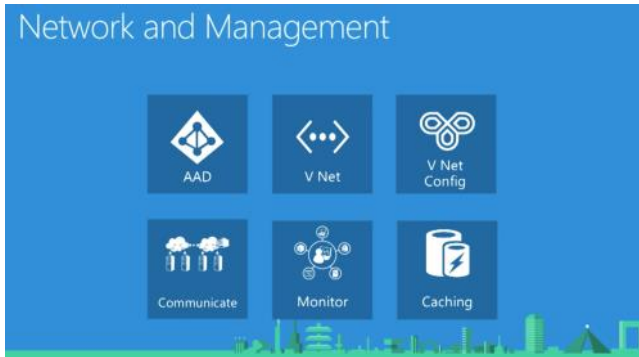 Network and Management
AAD
V Net
V Net
Config
Communicate
Monitor
Caching